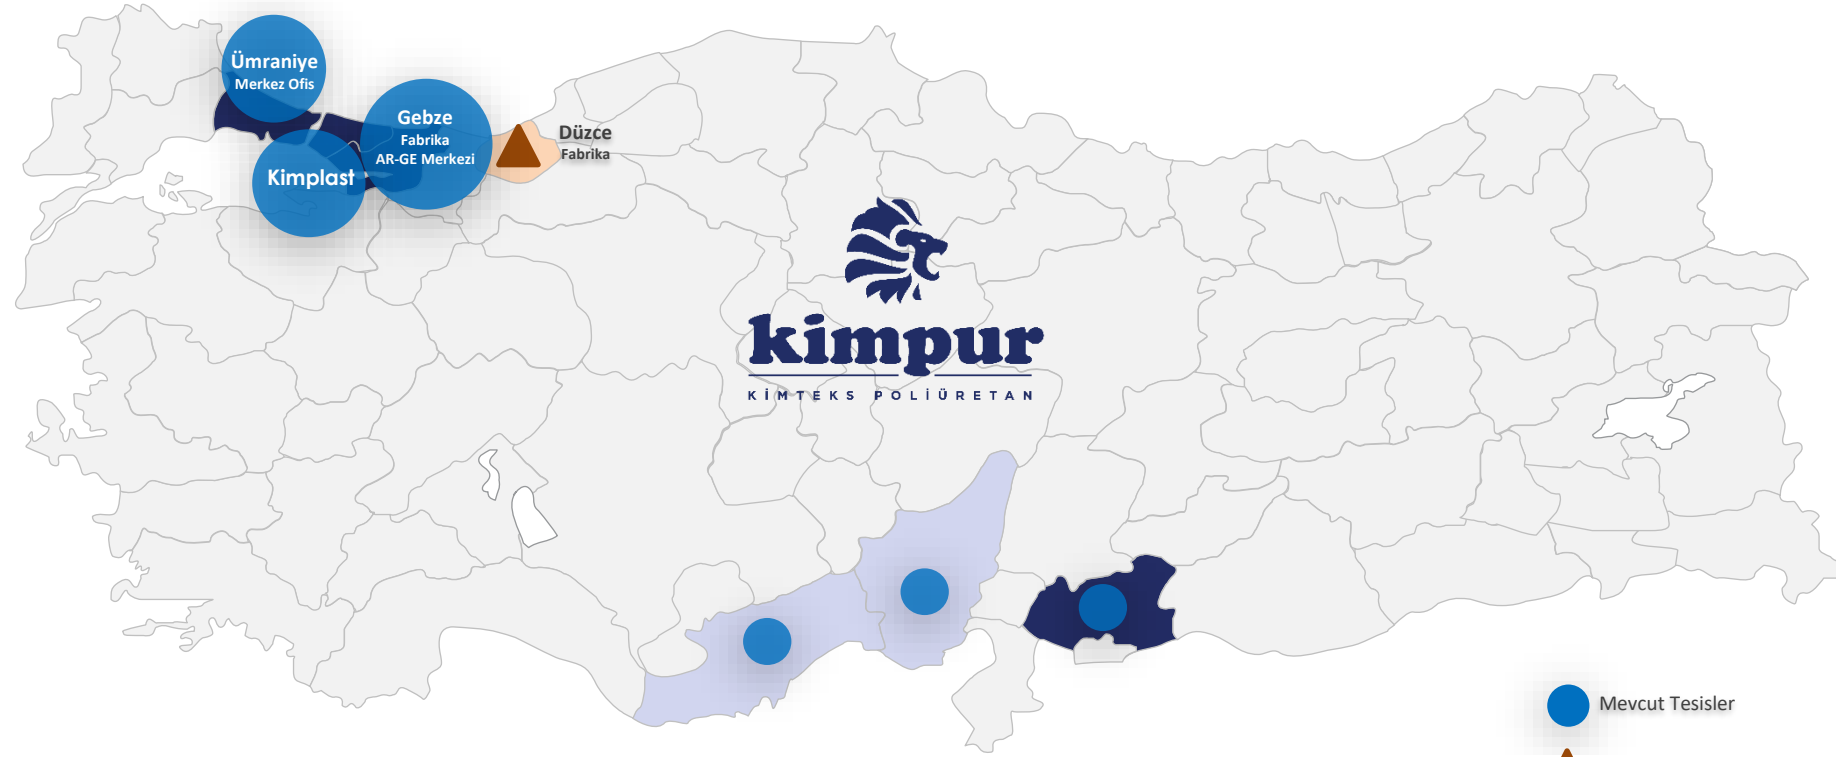 Ümraniye
Merkez Ofis
Gebze
Fabrika
AR-GE Merkezi
Kimplast
Düzce
Fabrika
kimpur
KİMTEKS POLİÜRETAN
Mevcut Tesisler